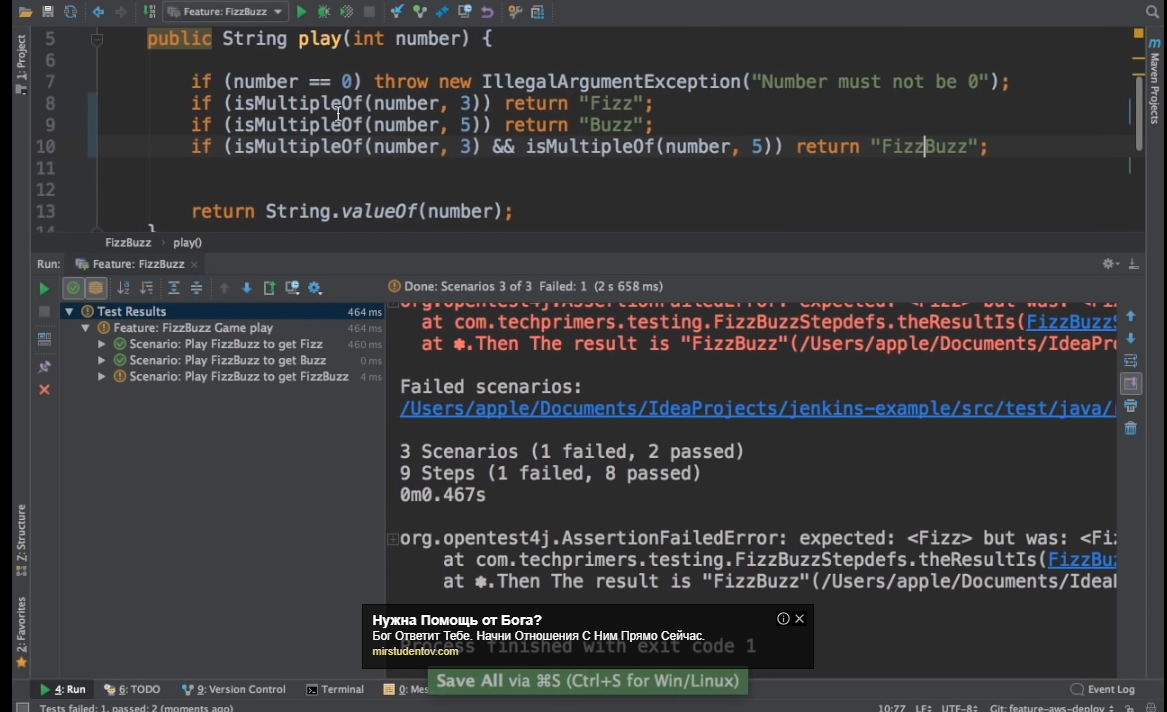 Feature: FizzBuzz
1: Project
Maven Projects
5 public String play(int number) {
6
7 if (number == 0) throw new IllegalArgumentException("Number must not be 0");
8 if (isMultipleOf(number, 3)) return "Fizz";
9 if (isMultipleOf(number, 5)) return "Buzz";
10 if (isMultipleOf(number, 3) && isMultipleOf(number, 5)) return "FizzBuzz";
11
12
13 return String.valueOf(number);
14 }
FizzBuzz › play()
Run: Feature: FizzBuzz
Done: Scenarios 3 of 3 Failed: 1 (2 s 658 ms)
Test Results 464 ms
Feature: FizzBuzz Game play 464 ms
Scenario: Play FizzBuzz to get Fizz 460 ms
Scenario: Play FizzBuzz to get Buzz 0 ms
Scenario: Play FizzBuzz to get FizzBuzz 4 ms
org.opentest4j.AssertionFailedError: expected: <Fizz> but was: <Fi
at com.techprimers.testing.FizzBuzzStepdefs.theResultIs(FizzBuzzS
at ✽.Then The result is "FizzBuzz"(/Users/apple/Documents/IdeaPr
Failed scenarios:
/Users/apple/Documents/IdeaProjects/jenkins-example/src/test/java/
3 Scenarios (1 failed, 2 passed)
9 Steps (1 failed, 8 passed)
0m0.467s
org.opentest4j.AssertionFailedError: expected: <Fizz> but was: <Fi
at com.techprimers.testing.FizzBuzzStepdefs.theResultIs(FizzBu
at ✽.Then The result is "FizzBuzz"(/Users/apple/Documents/Idea
Process finished with exit code 1
Нужна Помощь от Бога?
Бог Ответит Тебе. Начни Отношения С Ним Прямо Сейчас.
mirstudentov.com
Save All via ⌘S (Ctrl+S for Win/Linux)
Z: Structure
2: Favorites
4: Run 6: TODO 9: Version Control Terminal 0: Mes Event Log
Tests failed: 1, passed: 2 (moments ago) 10:77 LF÷ UTF-8÷ Git: feature-aws-deploy ÷